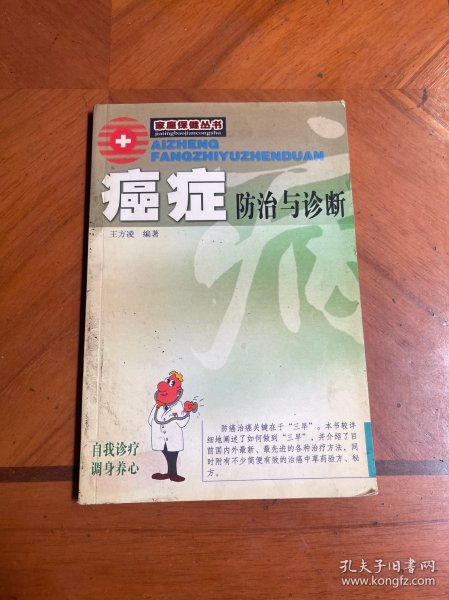 家庭保健丛书
jiatingbaojiancongshu
AIZHENG
FANGZHIYUZHENDUAN
癌症 防治与诊断
王方凌 编著
防癌治癌关键在于“三早”。本书较详
细地阐述了如何做到“三早”，并介绍了目
前国内外最新、最先进的各种治疗方法，同
时附有不少简便有效的治癌中草药验方、秘
方。
自我诊疗
调身养心
孔夫子旧书网
www.kongfz.com